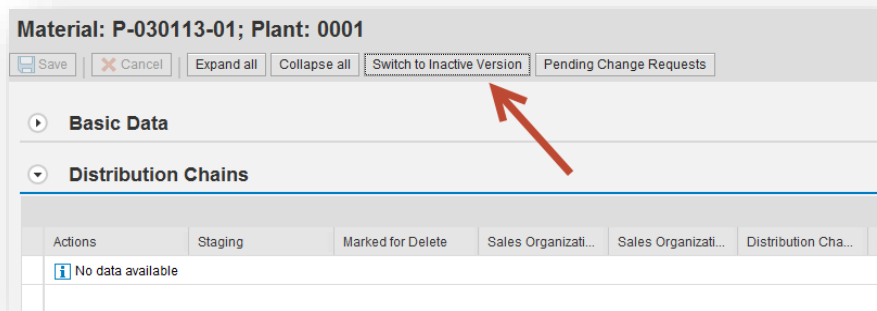 Material: P-030113-01; Plant: 0001
Save Cancel Expand all Collapse all Switch to Inactive Version Pending Change Requests
Basic Data
Distribution Chains
Actions Staging Marked for Delete Sales Organizati... Sales Organizati... Distribution Cha...
No data available